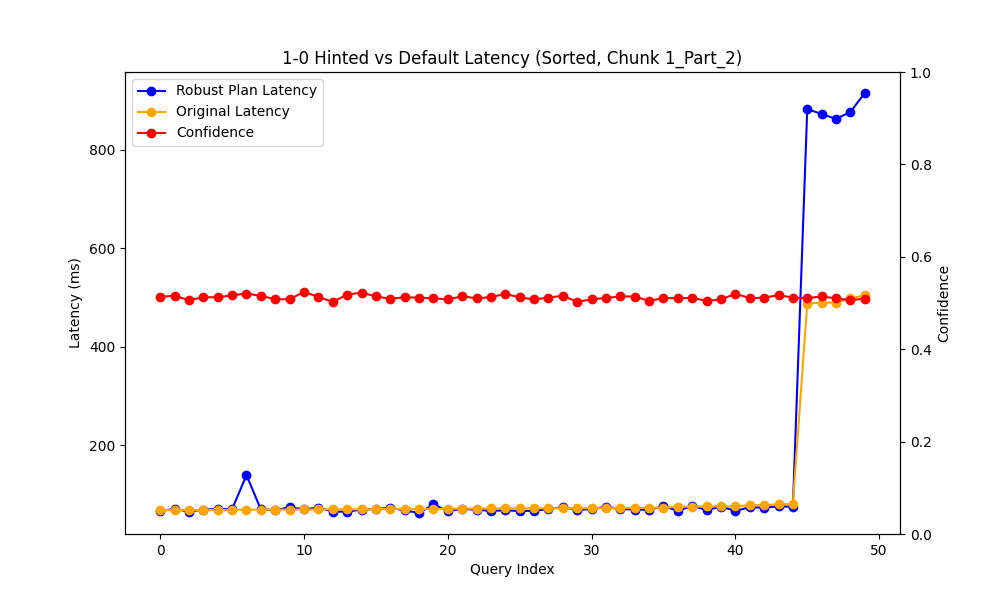 1-0 Hinted vs Default Latency (Sorted, Chunk 1_Part_2)
Robust Plan Latency
Original Latency
Confidence
Latency (ms)
800
600
400
200
1.0
0.8
0.6
0.4
0.2
0.0
Confidence
0 10 20 30 40 50
Query Index